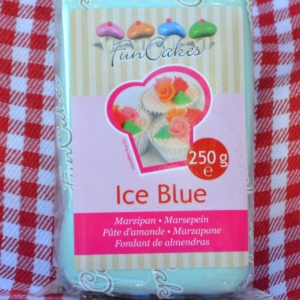 FunCakes
250 g
e
Ice Blue
Marzipan • Marsepein
Pâte d'amande • Marzapane
Fondant de almendras